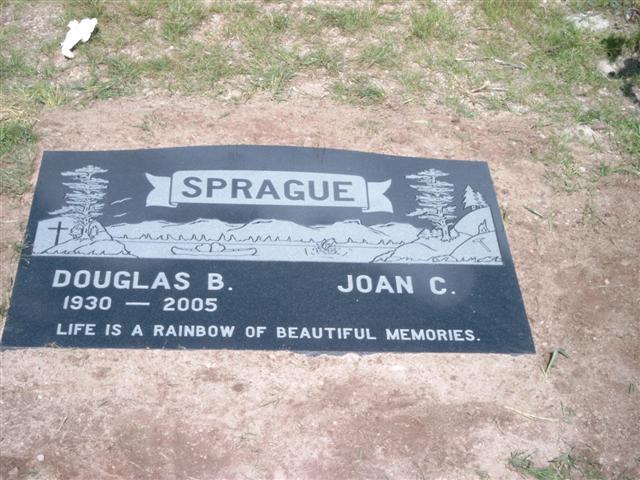 SPRAGUE
DOUGLAS B. JOAN C.
1930 — 2005
LIFE IS A RAINBOW OF BEAUTIFUL MEMORIES.